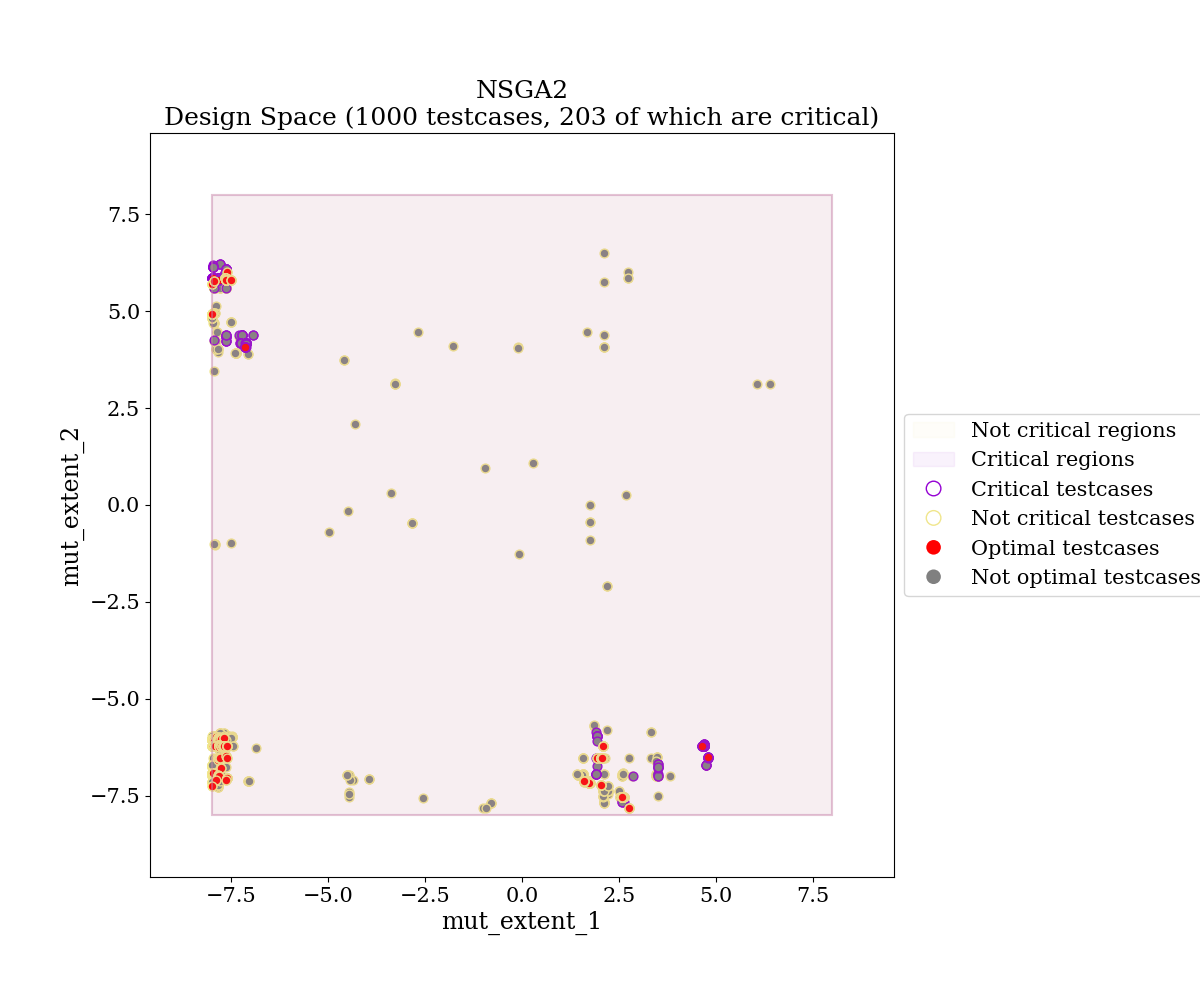 NSGA2
Design Space (1000 testcases, 203 of which are critical)
7.5
5.0
2.5
0.0
−2.5
−5.0
−7.5
mut_extent_2
−7.5
−5.0
−2.5
0.0
2.5
5.0
7.5
mut_extent_1
Not critical regions
Critical regions
Critical testcases
Not critical testcases
Optimal testcases
Not optimal testcases